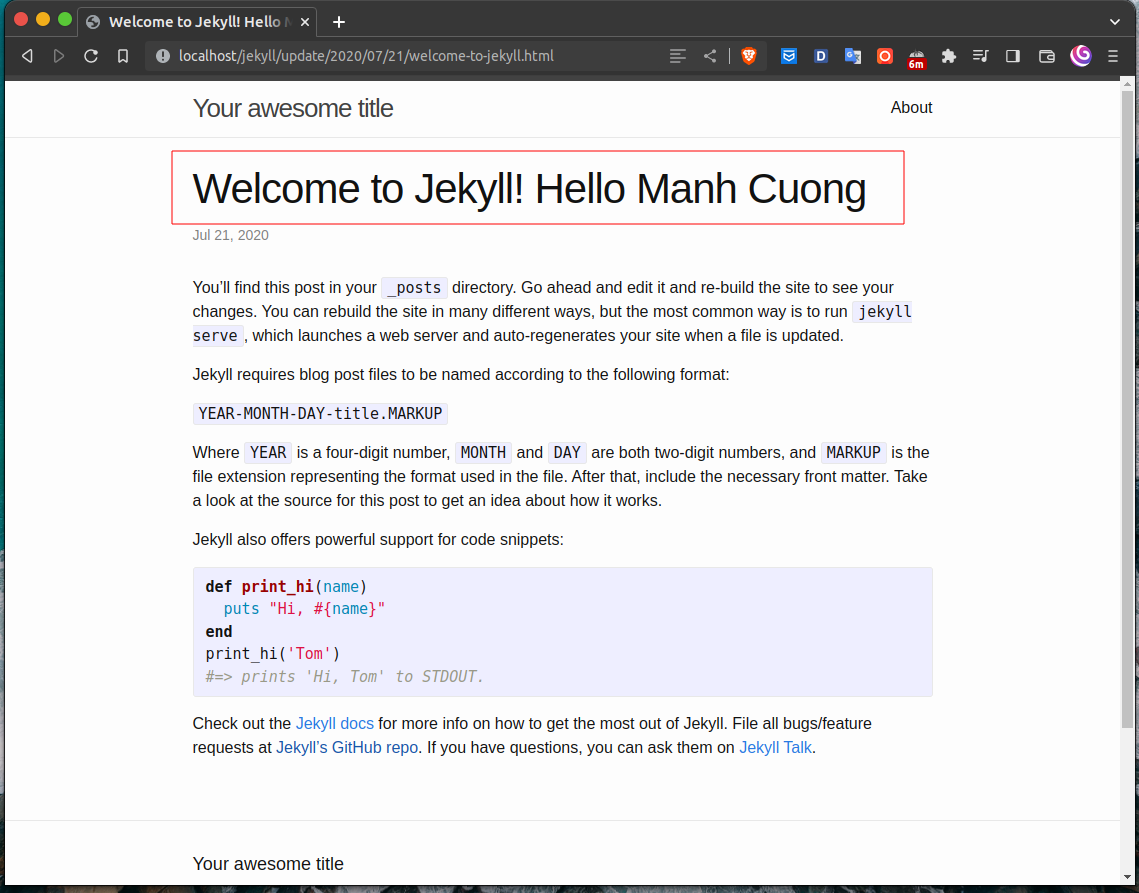 Welcome to Jekyll! Hello
localhost/jekyll/update/2020/07/21/welcome-to-jekyll.html
D
G
6m
Your awesome title
About
Welcome to Jekyll! Hello Manh Cuong
Jul 21, 2020
You’ll find this post in your _posts directory. Go ahead and edit it and re-build the site to see your
changes. You can rebuild the site in many different ways, but the most common way is to run jekyll
serve, which launches a web server and auto-regenerates your site when a file is updated.
Jekyll requires blog post files to be named according to the following format:
YEAR-MONTH-DAY-title.MARKUP
Where YEAR is a four-digit number, MONTH and DAY are both two-digit numbers, and MARKUP is the
file extension representing the format used in the file. After that, include the necessary front matter. Take
a look at the source for this post to get an idea about how it works.
Jekyll also offers powerful support for code snippets:
def print_hi(name)
  puts "Hi, #{name}"
end
print_hi('Tom')
#=> prints 'Hi, Tom' to STDOUT.
Check out the Jekyll docs for more info on how to get the most out of Jekyll. File all bugs/feature
requests at Jekyll’s GitHub repo. If you have questions, you can ask them on Jekyll Talk.
Your awesome title